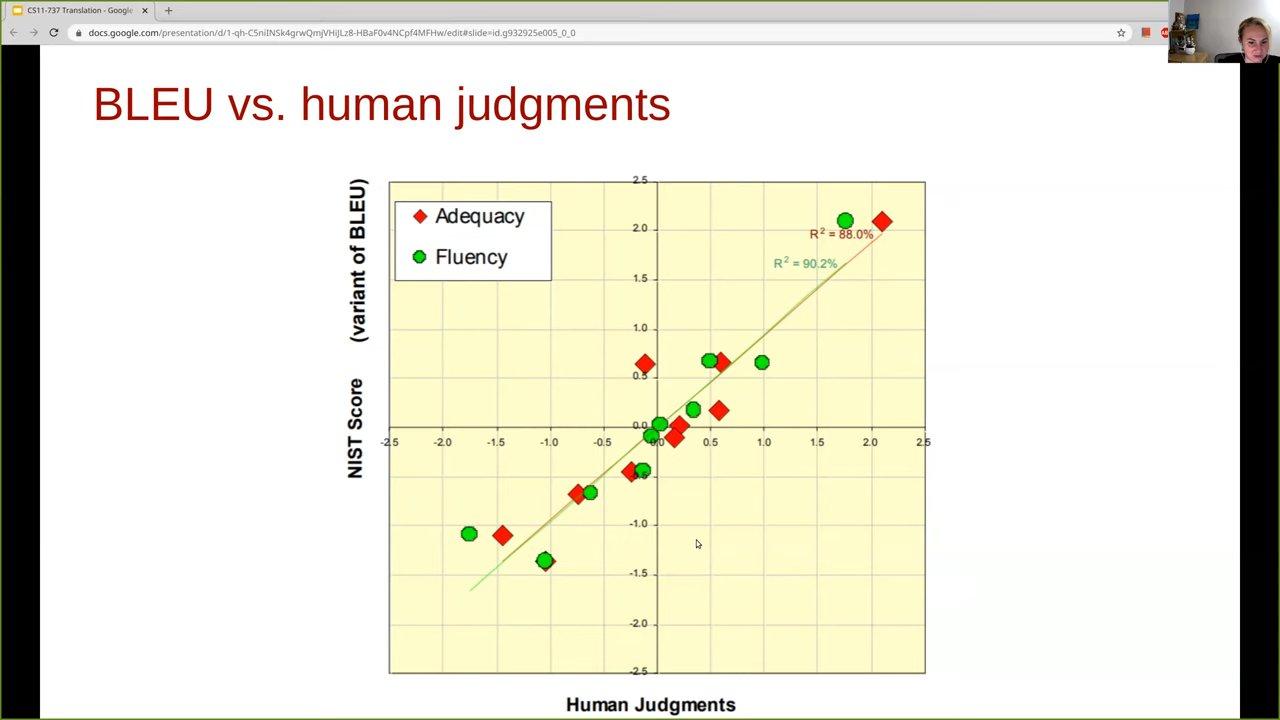 CS11-737 Translation - Google
docs.google.com/presentation/d/1-qh-C5niINSk4grwQmjVHiJLz8-HBaF0v4NCpf4MFHw/edit#slide=id.g932925e005_0_0
BLEU vs. human judgments
NIST Score (variant of BLEU)
Adequacy
Fluency
R² = 88.0%
R² = 90.2%
2.5
2.0
1.5
1.0
0.5
0.0
-2.5 -2.0 -1.5 -1.0 -0.5 0.0 0.5 1.0 1.5 2.0 2.5
-1.0
-1.5
-2.0
-2.5
Human Judgments